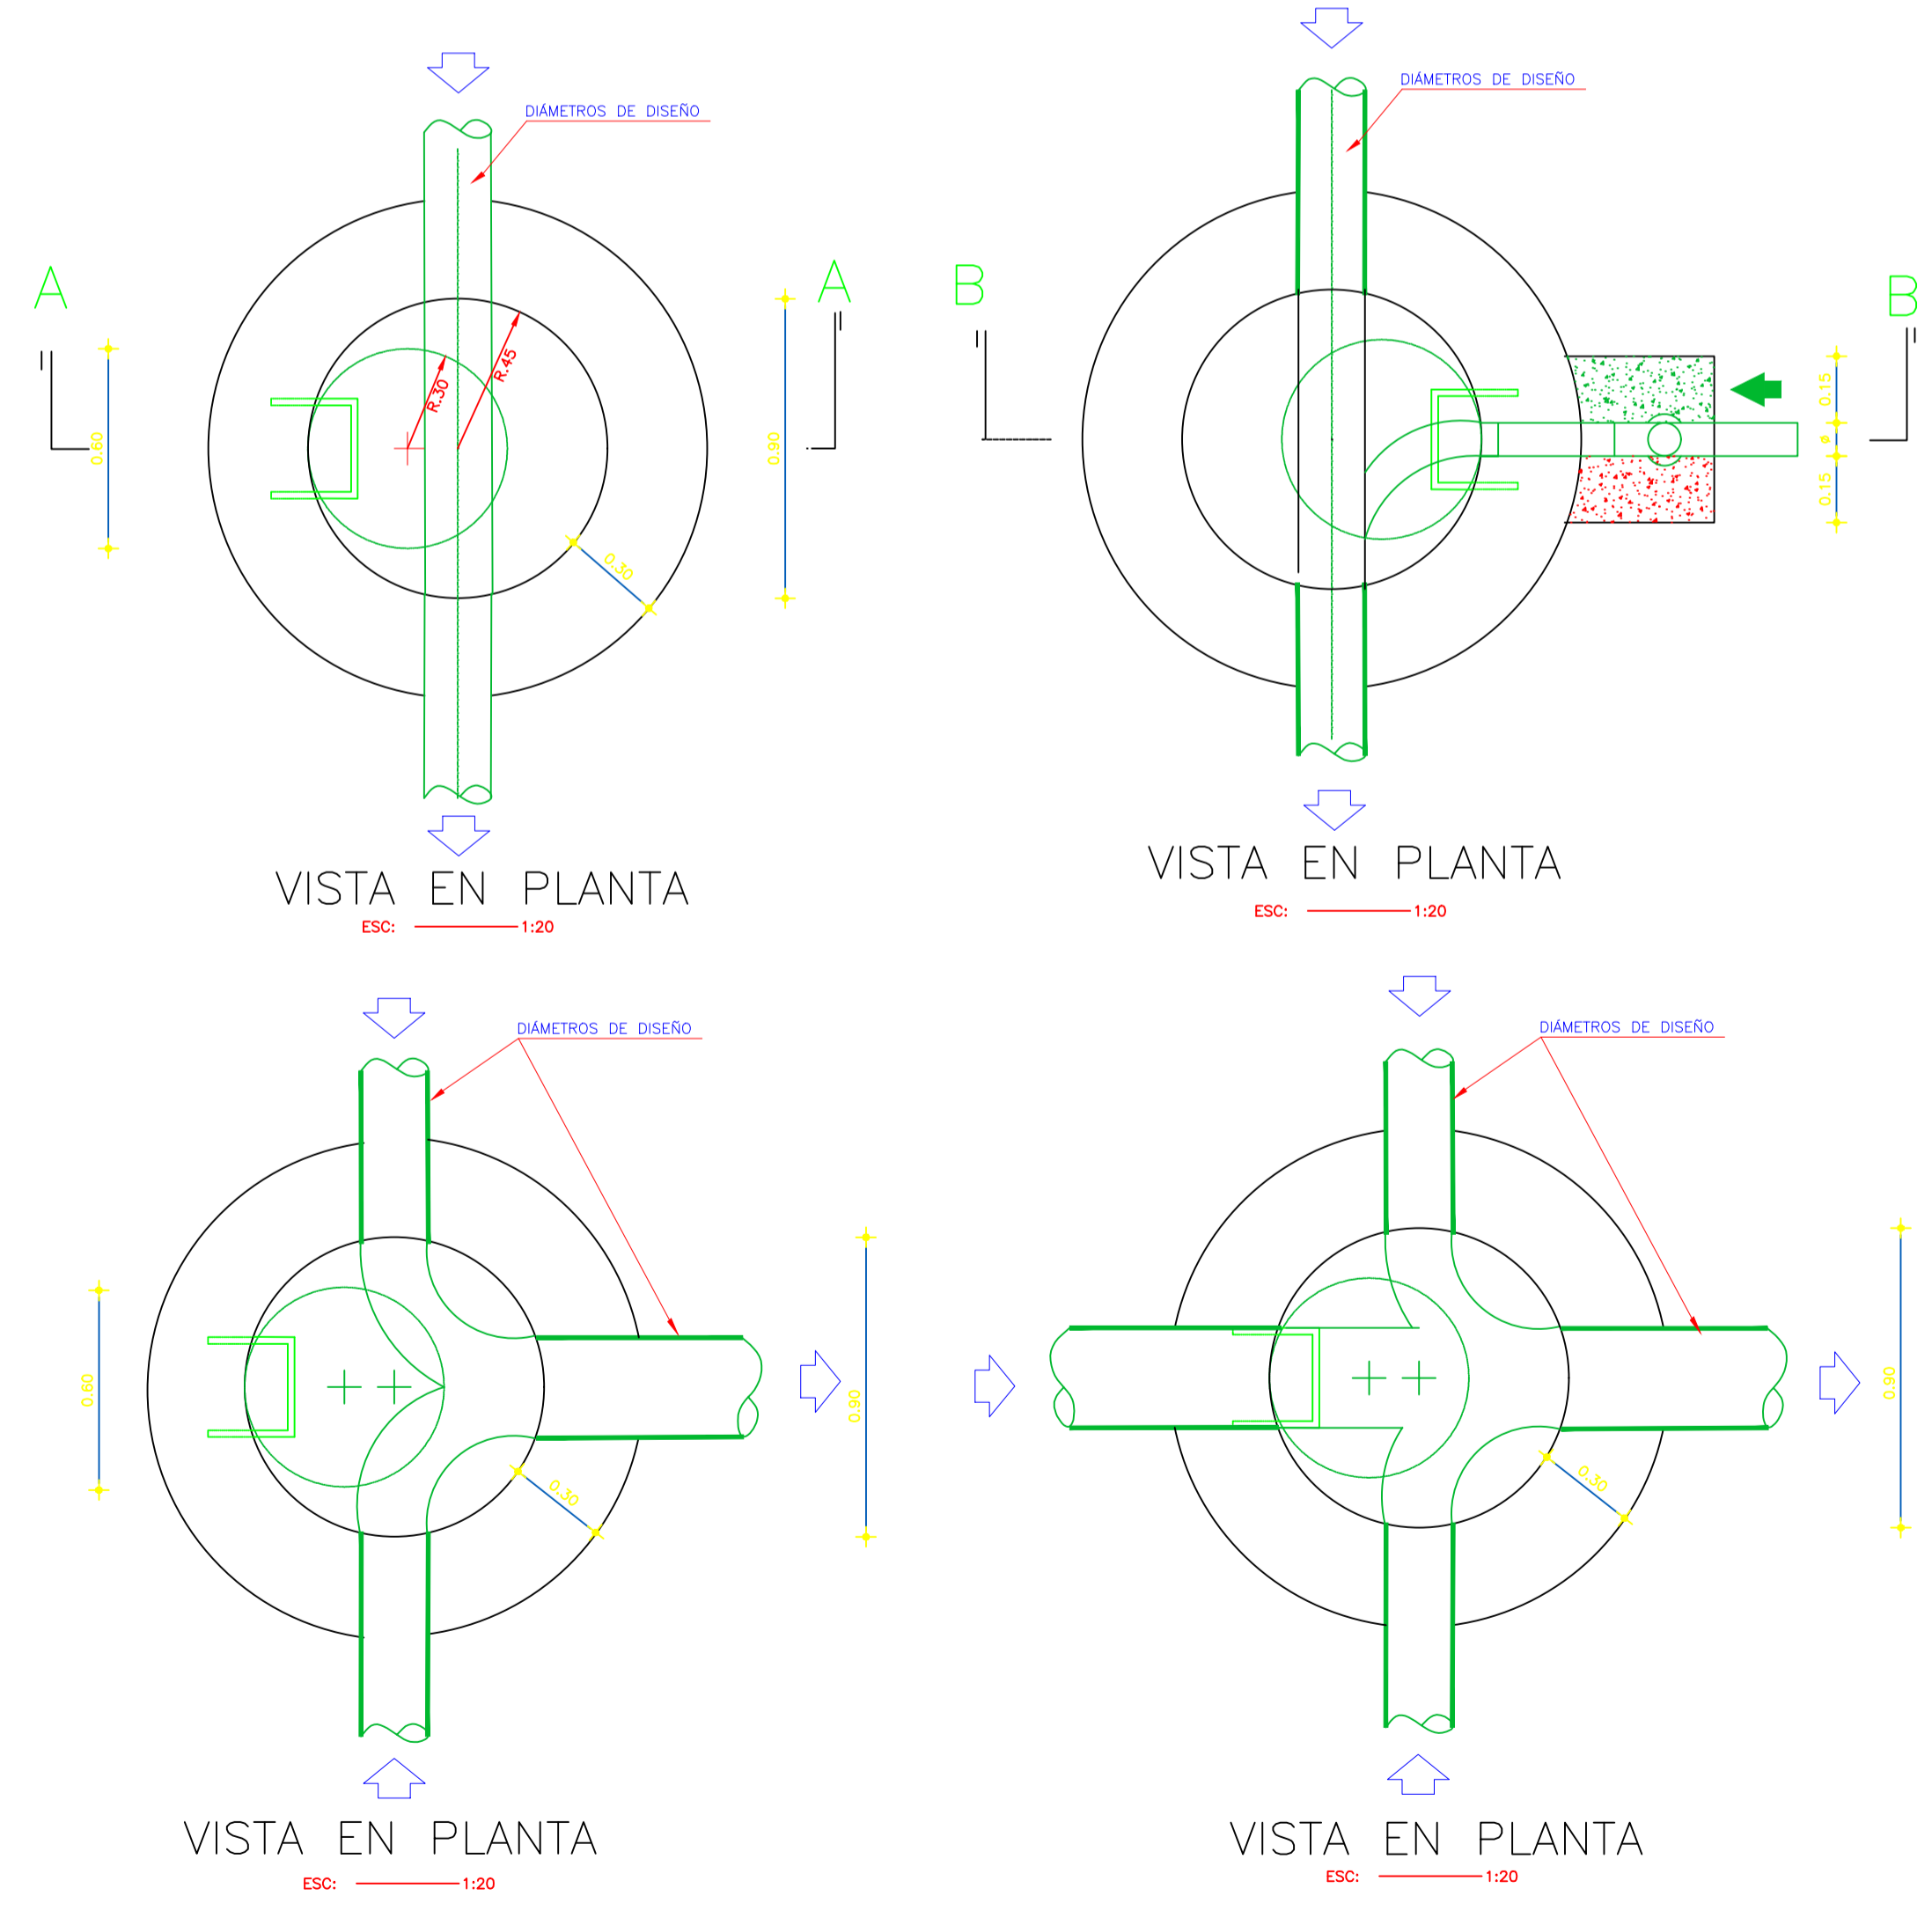 DIÁMETROS DE DISEÑO
A
A
R.30
R.45
0.60
0.90
0.30
VISTA EN PLANTA
ESC: 1:20
DIÁMETROS DE DISEÑO
B
B
0.15
ø
0.15
VISTA EN PLANTA
ESC: 1:20
DIÁMETROS DE DISEÑO
0.60
0.90
0.30
VISTA EN PLANTA
ESC: 1:20
DIÁMETROS DE DISEÑO
0.90
0.30
VISTA EN PLANTA
ESC: 1:20